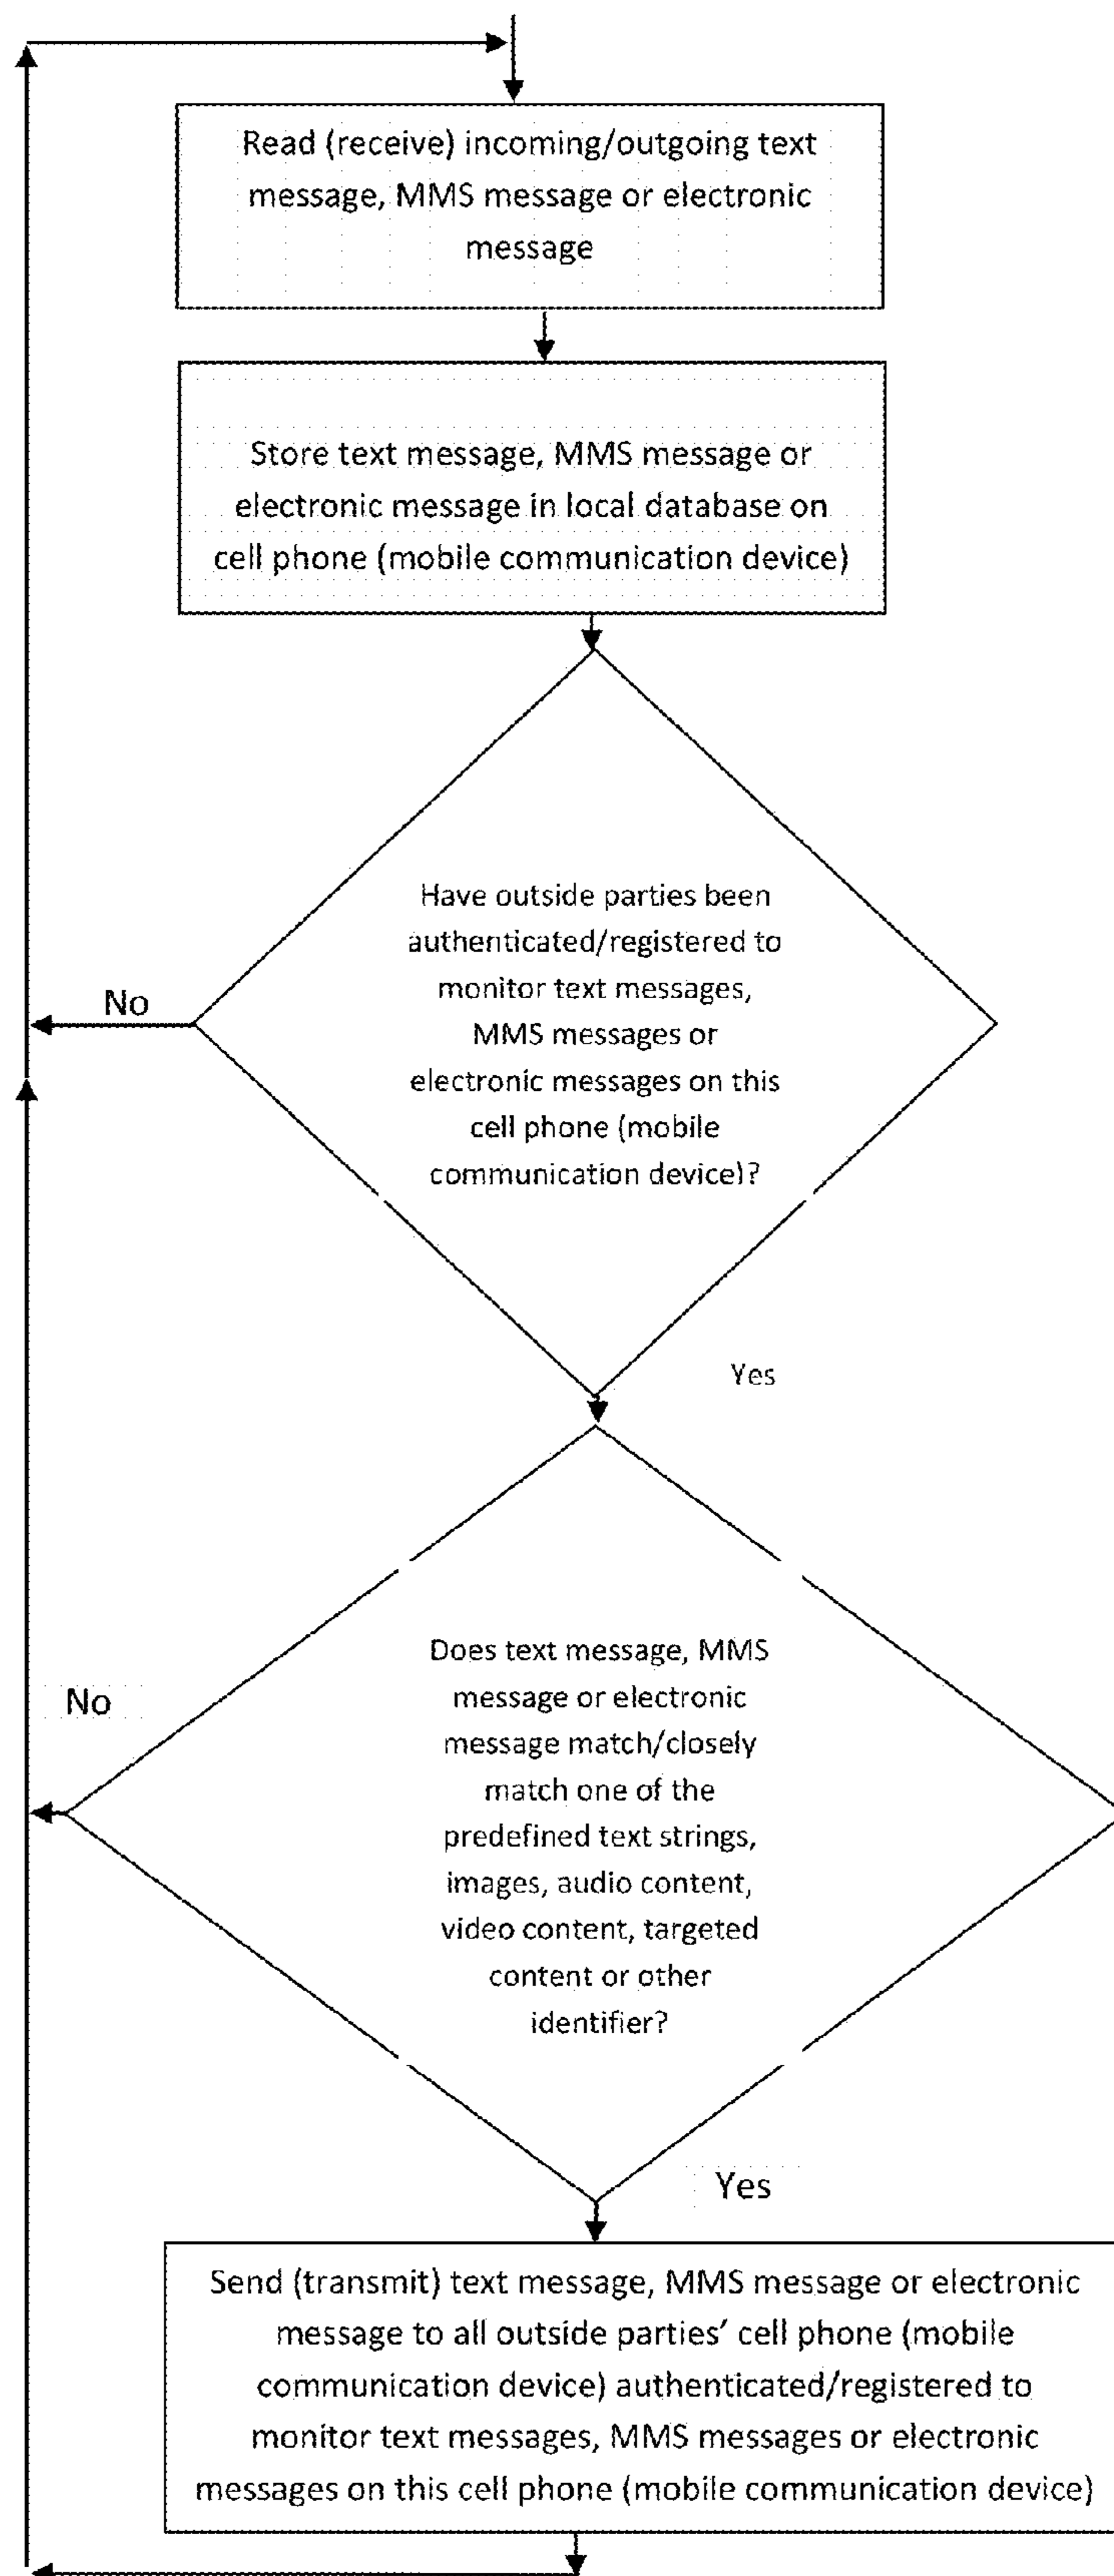 Read (receive) incoming/outgoing text
message, MMS message or electronic
message
Store text message, MMS message or
electronic message in local database on
cell phone (mobile communication device)
Have outside parties been
authenticated/registered to
monitor text messages,
MMS messages or
electronic messages on this
cell phone (mobile
communication device)?
No
Yes
Does text message, MMS
message or electronic
message match/closely
match one of the
predefined text strings,
images, audio content,
video content, targeted
content or other
identifier?
No
Yes
Send (transmit) text message, MMS message or electronic
message to all outside parties' cell phone (mobile
communication device) authenticated/registered to
monitor text messages, MMS messages or electronic
messages on this cell phone (mobile communication device)